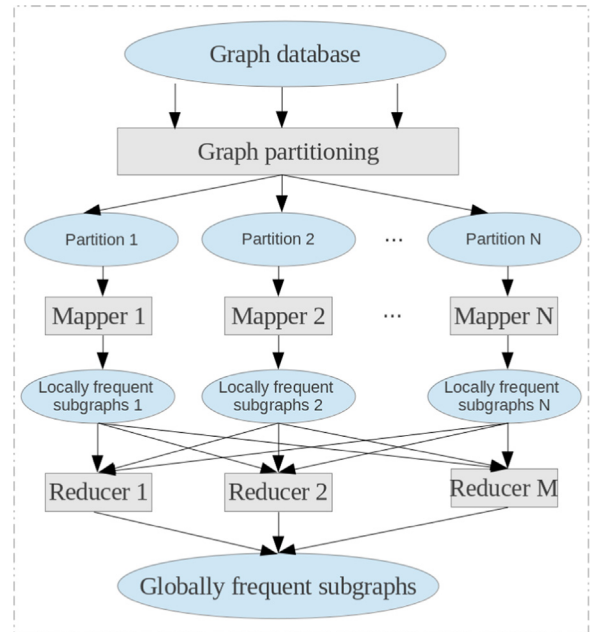 Graph database
Graph partitioning
Partition 1
Partition 2
...
Partition N
Mapper 1
Mapper 2
...
Mapper N
Locally frequent
subgraphs 1
Locally frequent
subgraphs 2
Locally frequent
subgraphs N
Reducer 1
Reducer 2
Reducer M
Globally frequent subgraphs